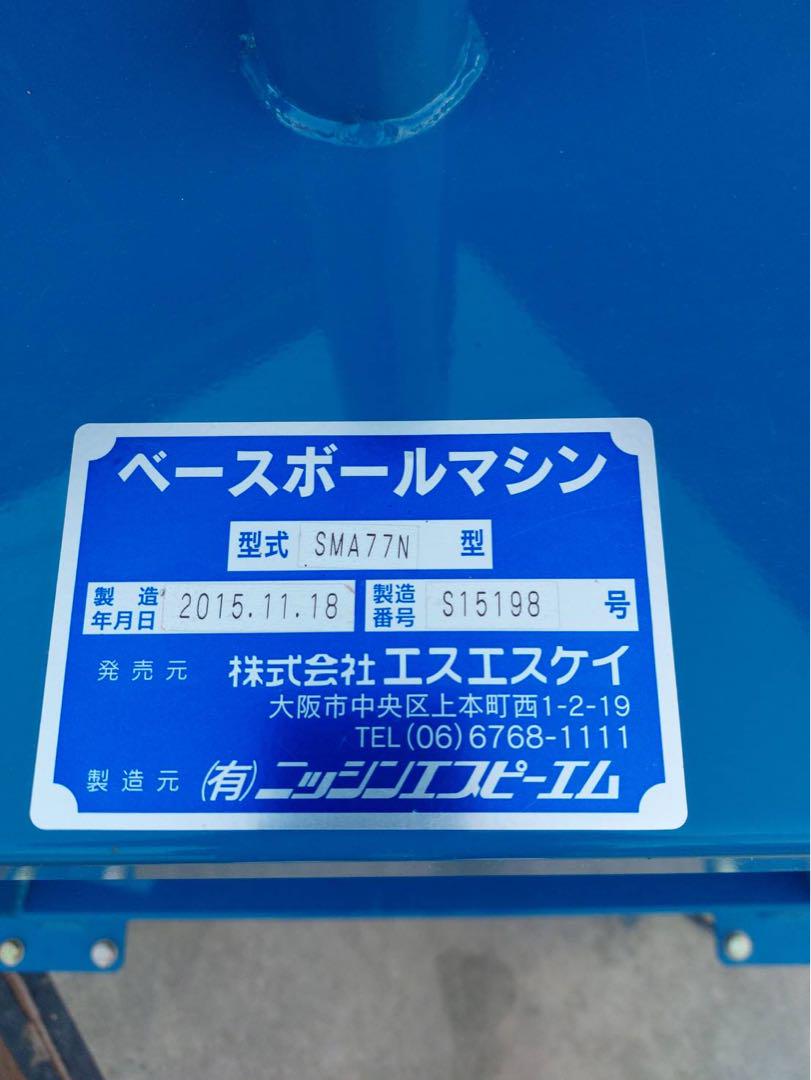 ベースボールマシン
型式 SMA77N 型
製造年月日 2015.11.18 製造番号 S15198 号
発売元 株式会社エスエスケイ
大阪市中央区上本町西1-2-19
TEL(06)6768-1111
製造元 (有)ニッシンエスピーエム